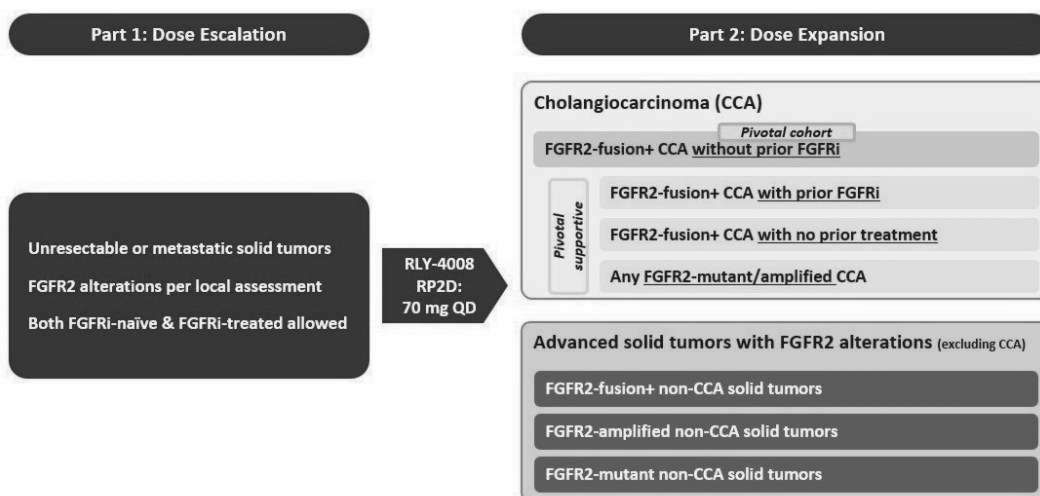 Part 1: Dose Escalation
Part 2: Dose Expansion
Unresectable or metastatic solid tumors
FGFR2 alterations per local assessment
Both FGFRi-naïve & FGFRi-treated allowed
RLY-4008
RP2D:
70 mg QD
Cholangiocarcinoma (CCA)
Pivotal cohort
FGFR2-fusion+ CCA without prior FGFRi
Pivotal
supportive
FGFR2-fusion+ CCA with prior FGFRi
FGFR2-fusion+ CCA with no prior treatment
Any FGFR2-mutant/amplified CCA
Advanced solid tumors with FGFR2 alterations (excluding CCA)
FGFR2-fusion+ non-CCA solid tumors
FGFR2-amplified non-CCA solid tumors
FGFR2-mutant non-CCA solid tumors